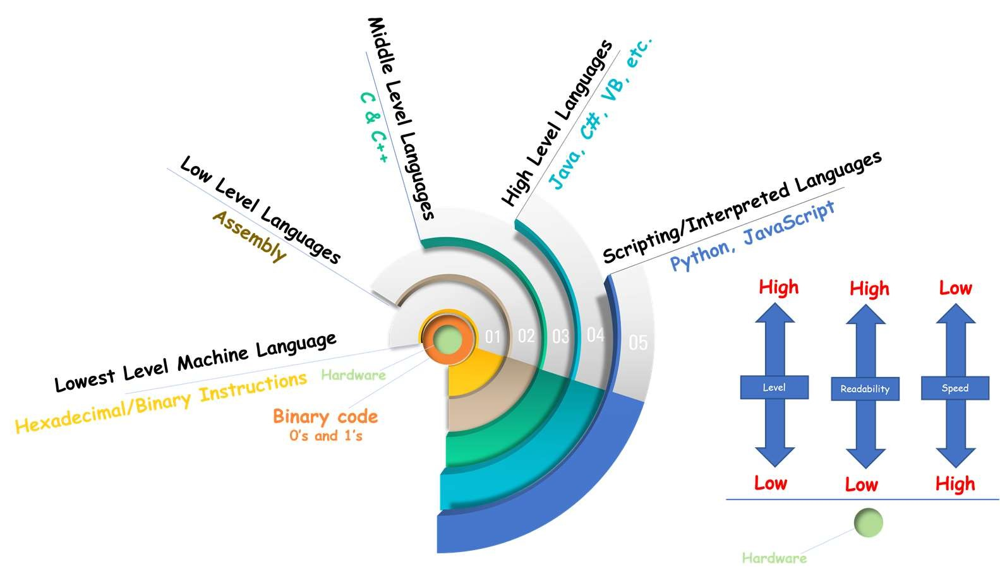 Middle Level Languages
C & C++
High Level Languages
Java, C#, VB, etc.
Low Level Languages
Assembly
Scripting/Interpreted Languages
Python, JavaScript
Lowest Level Machine Language
Hexadecimal/Binary Instructions
Hardware
Binary code
0's and 1's
01
02
03
04
05
High
High
Low
Level
Readability
Speed
Low
Low
High
Hardware